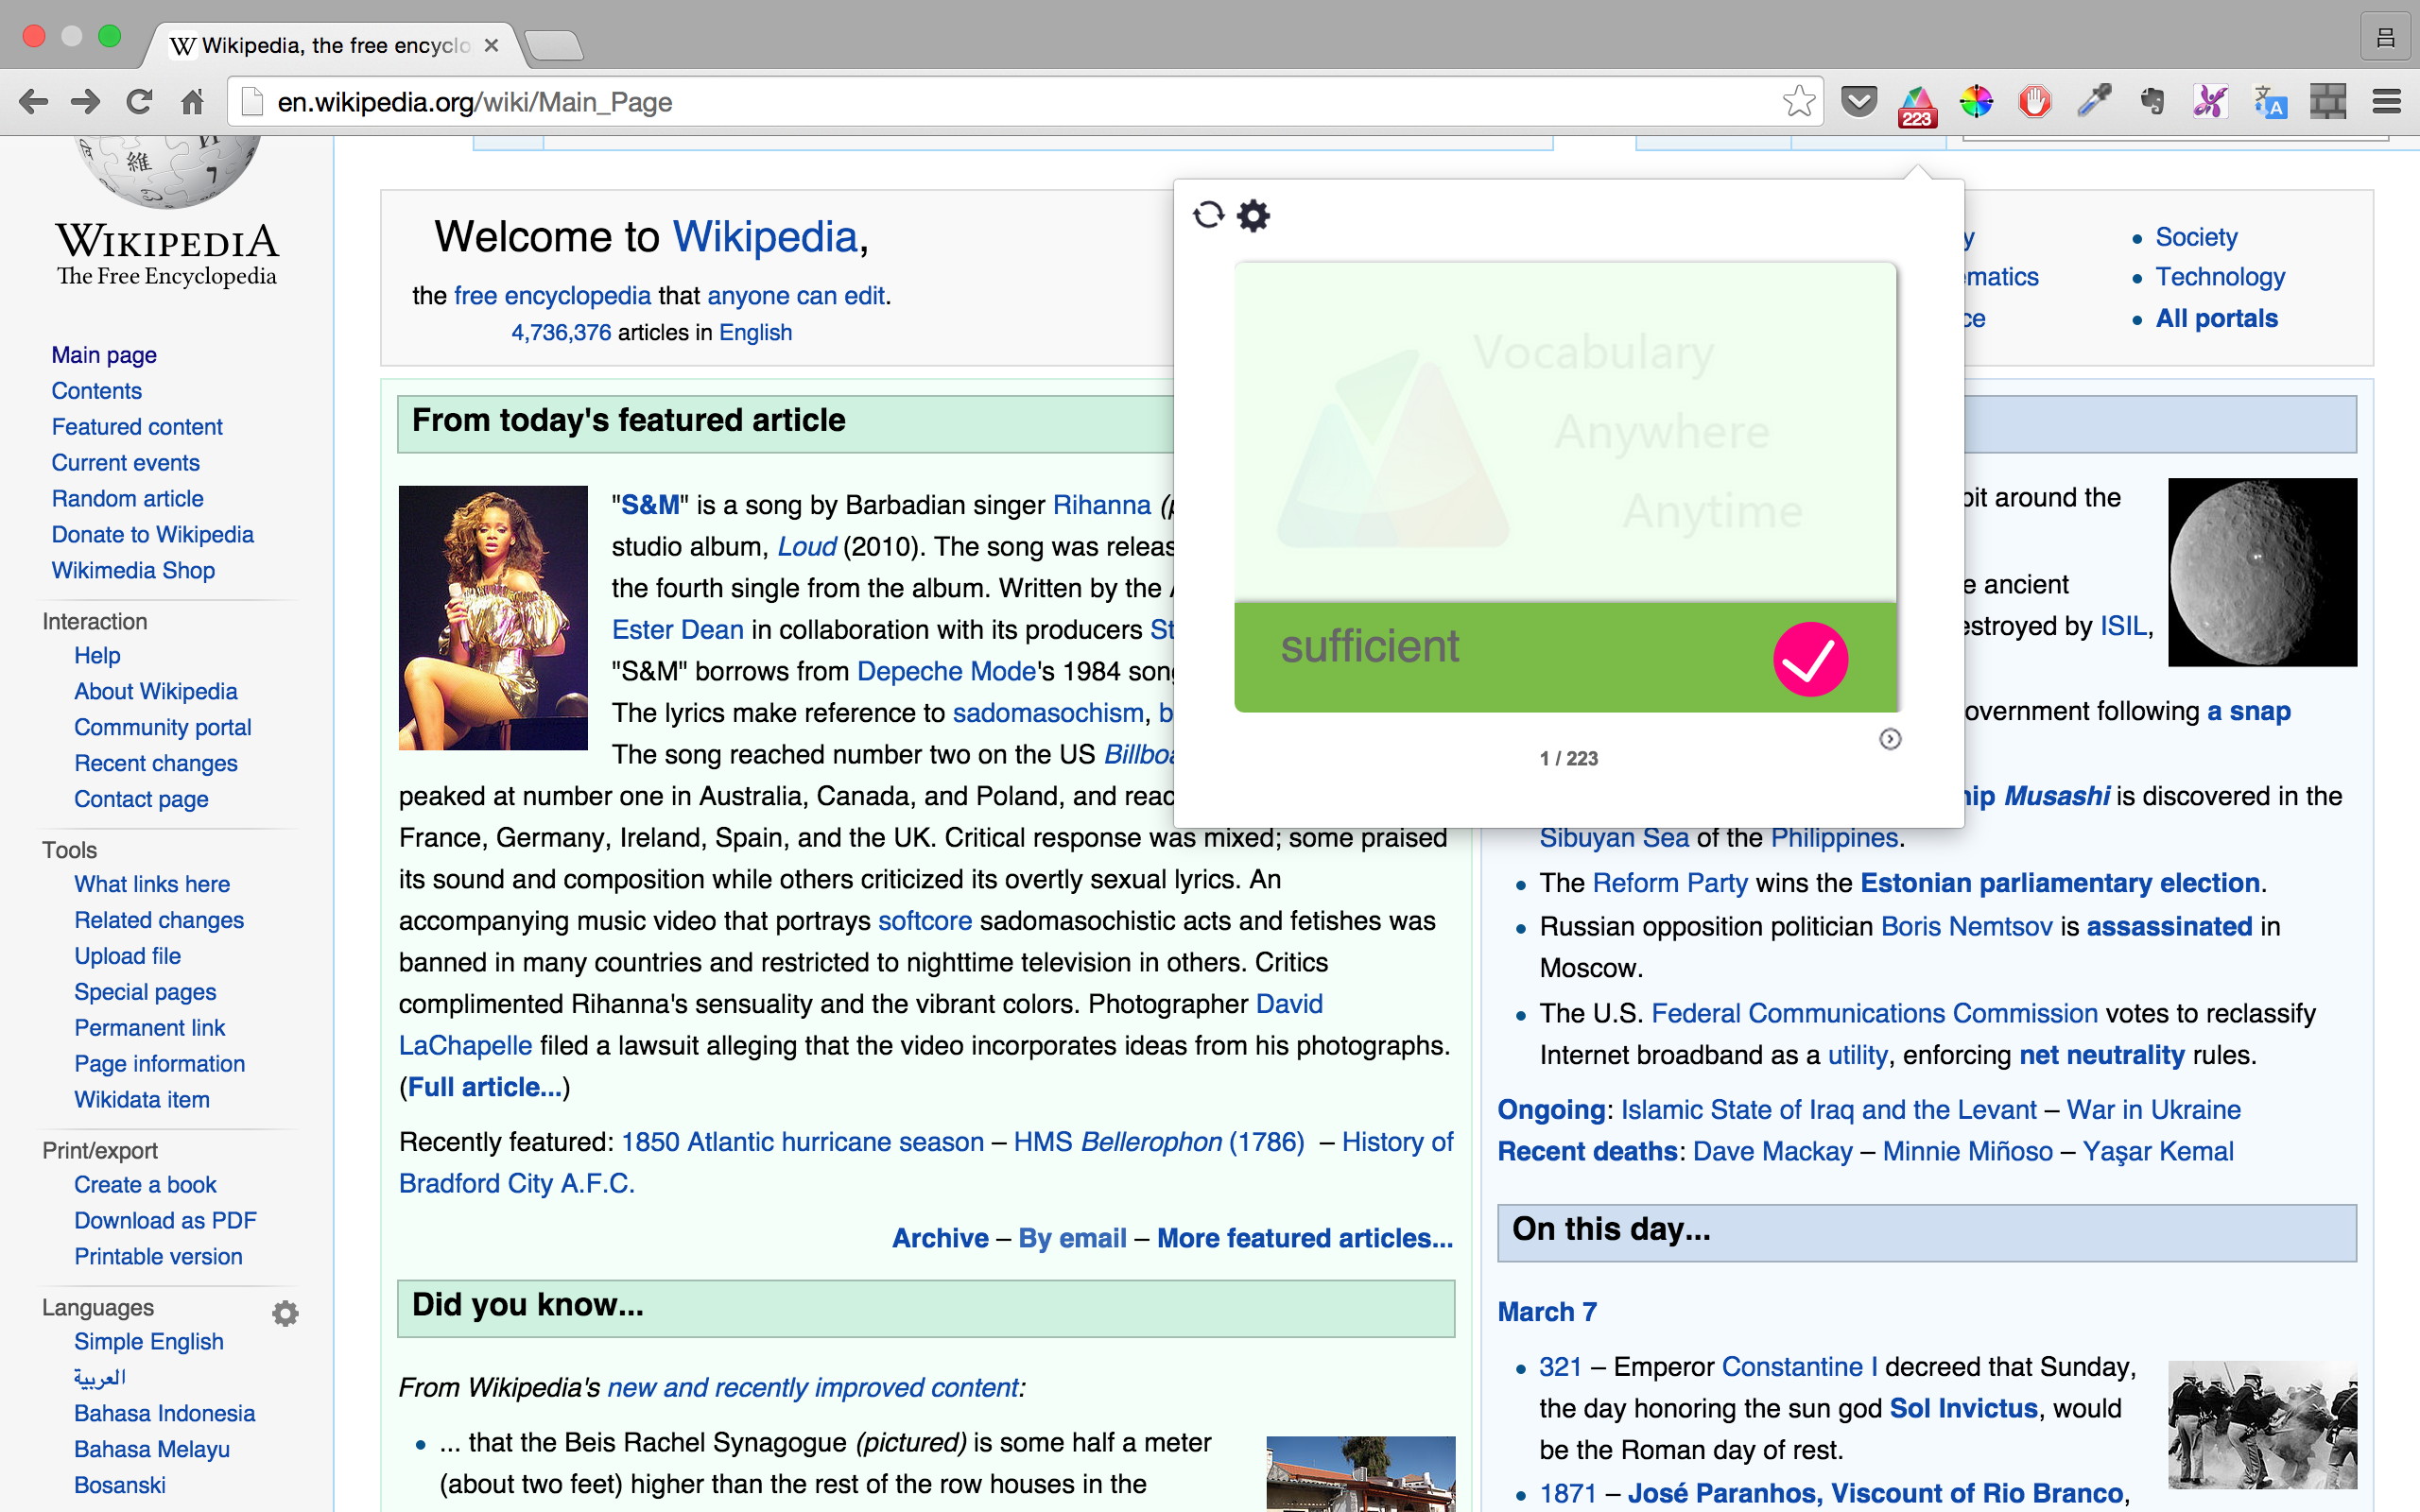 Wikipedia, the free encyclo
en.wikipedia.org/wiki/Main_Page
223
維
WIKIPEDIA
The Free Encyclopedia
Main page
Contents
Featured content
Current events
Random article
Donate to Wikipedia
Wikimedia Shop
Interaction
Help
About Wikipedia
Community portal
Recent changes
Contact page
Tools
What links here
Related changes
Upload file
Special pages
Permanent link
Page information
Wikidata item
Print/export
Create a book
Download as PDF
Printable version
Languages
Simple English
العربية
Bahasa Indonesia
Bahasa Melayu
Bosanski
Welcome to Wikipedia,
the free encyclopedia that anyone can edit.
4,736,376 articles in English
From today's featured article
"S&M" is a song by Barbadian singer Rihanna
studio album, Loud (2010). The song was releas
the fourth single from the album. Written by the
Ester Dean in collaboration with its producers St
"S&M" borrows from Depeche Mode's 1984 song
The lyrics make reference to sadomasochism, b
The song reached number two on the US Billboa
peaked at number one in Australia, Canada, and Poland, and reac
France, Germany, Ireland, Spain, and the UK. Critical response was mixed; some praised
its sound and composition while others criticized its overtly sexual lyrics. An
accompanying music video that portrays softcore sadomasochistic acts and fetishes was
banned in many countries and restricted to nighttime television in others. Critics
complimented Rihanna's sensuality and the vibrant colors. Photographer David
LaChapelle filed a lawsuit alleging that the video incorporates ideas from his photographs.
(Full article...)
Recently featured: 1850 Atlantic hurricane season – HMS Bellerophon (1786) – History of
Bradford City A.F.C.
Archive – By email – More featured articles...
Did you know...
From Wikipedia's new and recently improved content:
... that the Beis Rachel Synagogue (pictured) is some half a meter
(about two feet) higher than the rest of the row houses in the
Vocabulary
Anywhere
Anytime
sufficient
1 / 223
y
Society
matics
Technology
ce
All portals
bit around the
e ancient
estroyed by ISIL,
overnment following a snap
hip Musashi is discovered in the
Sibuyan Sea of the Philippines.
The Reform Party wins the Estonian parliamentary election.
Russian opposition politician Boris Nemtsov is assassinated in
Moscow.
The U.S. Federal Communications Commission votes to reclassify
Internet broadband as a utility, enforcing net neutrality rules.
Ongoing: Islamic State of Iraq and the Levant – War in Ukraine
Recent deaths: Dave Mackay – Minnie Miñoso – Yaşar Kemal
On this day...
March 7
321 – Emperor Constantine I decreed that Sunday,
the day honoring the sun god Sol Invictus, would
be the Roman day of rest.
1871 – José Paranhos, Viscount of Rio Branco,